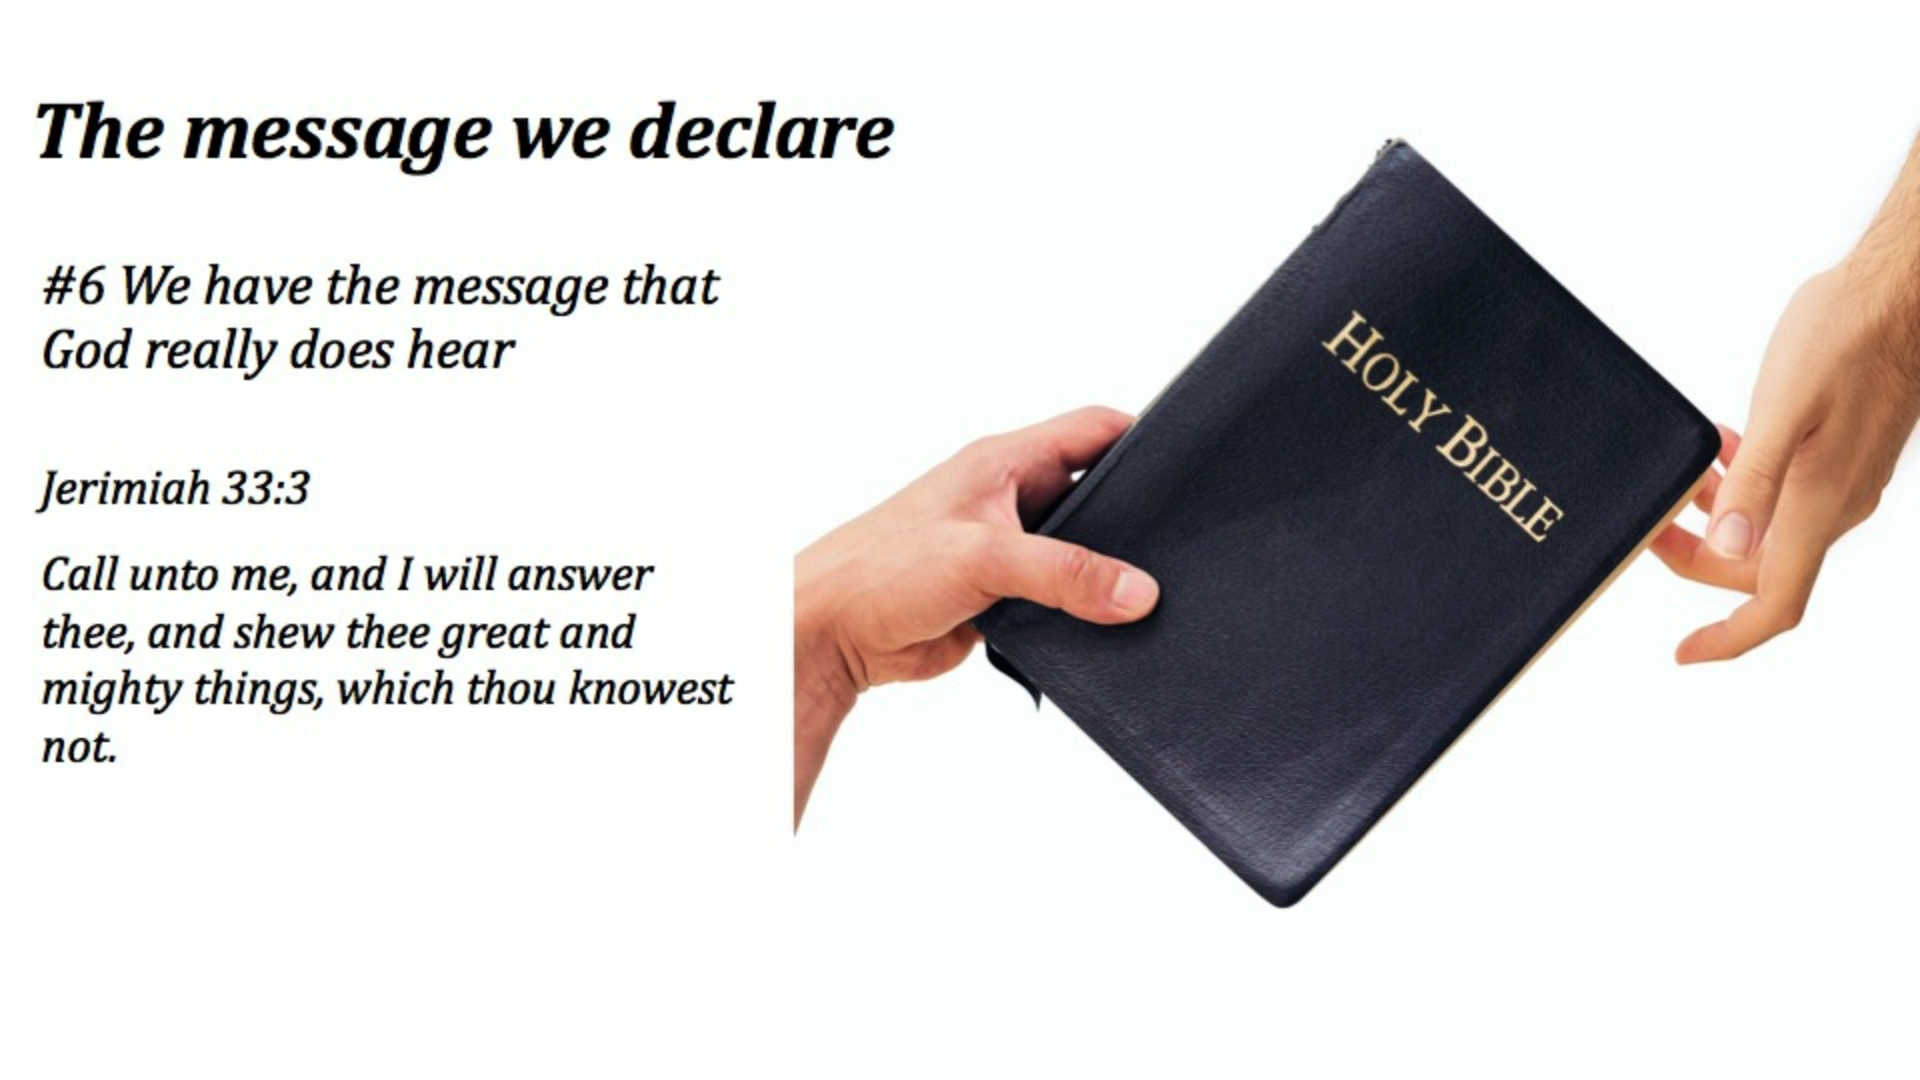 The message we declare
#6 We have the message that
God really does hear
Jerimiah 33:3
Call unto me, and I will answer
thee, and shew thee great and
mighty things, which thou knowest
not.
HOLY BIBLE